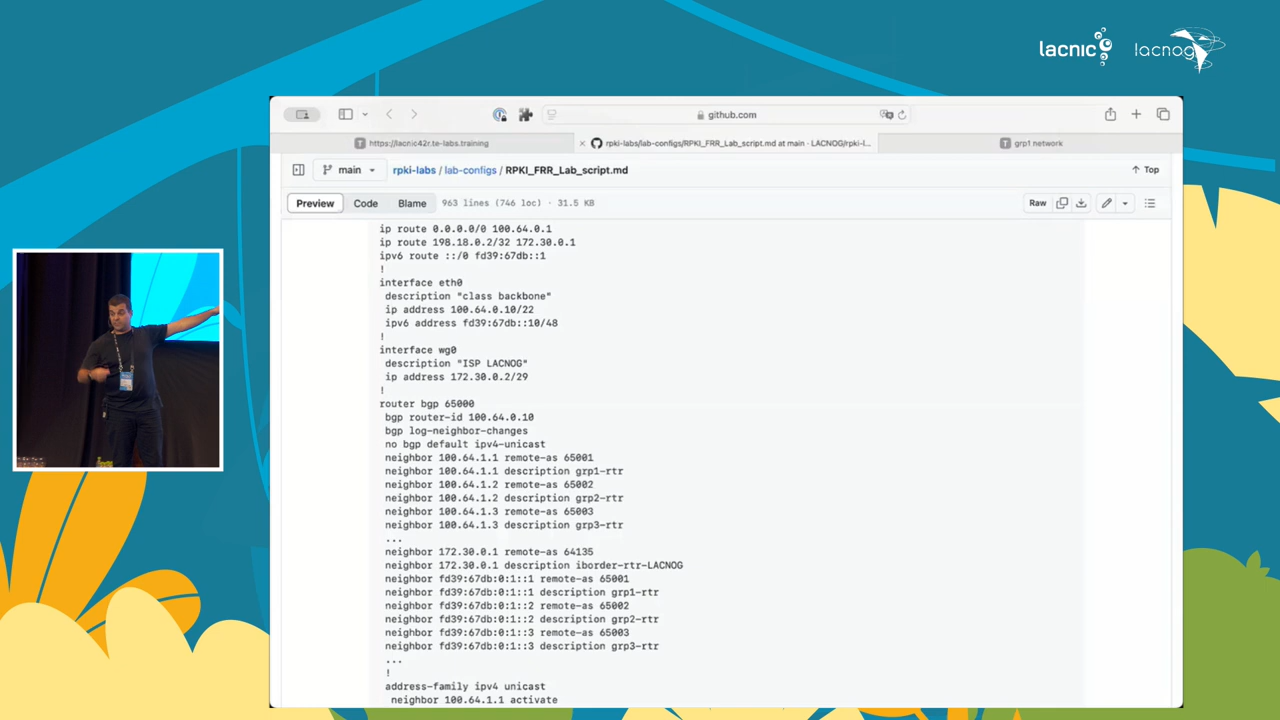 lacnic
lacnog
github.com
https://lacnic42r.te-labs.training
rpki-labs/lab-configs/RPKI_FRR_Lab_script.md at main · LACNOG/rpki-l...
grp1 network
main
rpki-labs / lab-configs / RPKI_FRR_Lab_script.md
Top
Preview
Code
Blame
963 lines (746 loc) · 31.5 KB
Raw
ip route 0.0.0.0/0 100.64.0.1
ip route 198.18.0.2/32 172.30.0.1
ipv6 route ::/0 fd39:67db::1
!
interface eth0
description "class backbone"
ip address 100.64.0.10/22
ipv6 address fd39:67db::10/48
!
interface wg0
description "ISP LACNOG"
ip address 172.30.0.2/29
!
router bgp 65000
bgp router-id 100.64.0.10
bgp log-neighbor-changes
no bgp default ipv4-unicast
neighbor 100.64.1.1 remote-as 65001
neighbor 100.64.1.1 description grp1-rtr
neighbor 100.64.1.2 remote-as 65002
neighbor 100.64.1.2 description grp2-rtr
neighbor 100.64.1.3 remote-as 65003
neighbor 100.64.1.3 description grp3-rtr
...
neighbor 172.30.0.1 remote-as 64135
neighbor 172.30.0.1 description iborder-rtr-LACNOG
neighbor fd39:67db:0:1::1 remote-as 65001
neighbor fd39:67db:0:1::1 description grp1-rtr
neighbor fd39:67db:0:1::2 remote-as 65002
neighbor fd39:67db:0:1::2 description grp2-rtr
neighbor fd39:67db:0:1::3 remote-as 65003
neighbor fd39:67db:0:1::3 description grp3-rtr
...
!
address-family ipv4 unicast
neighbor 100.64.1.1 activate